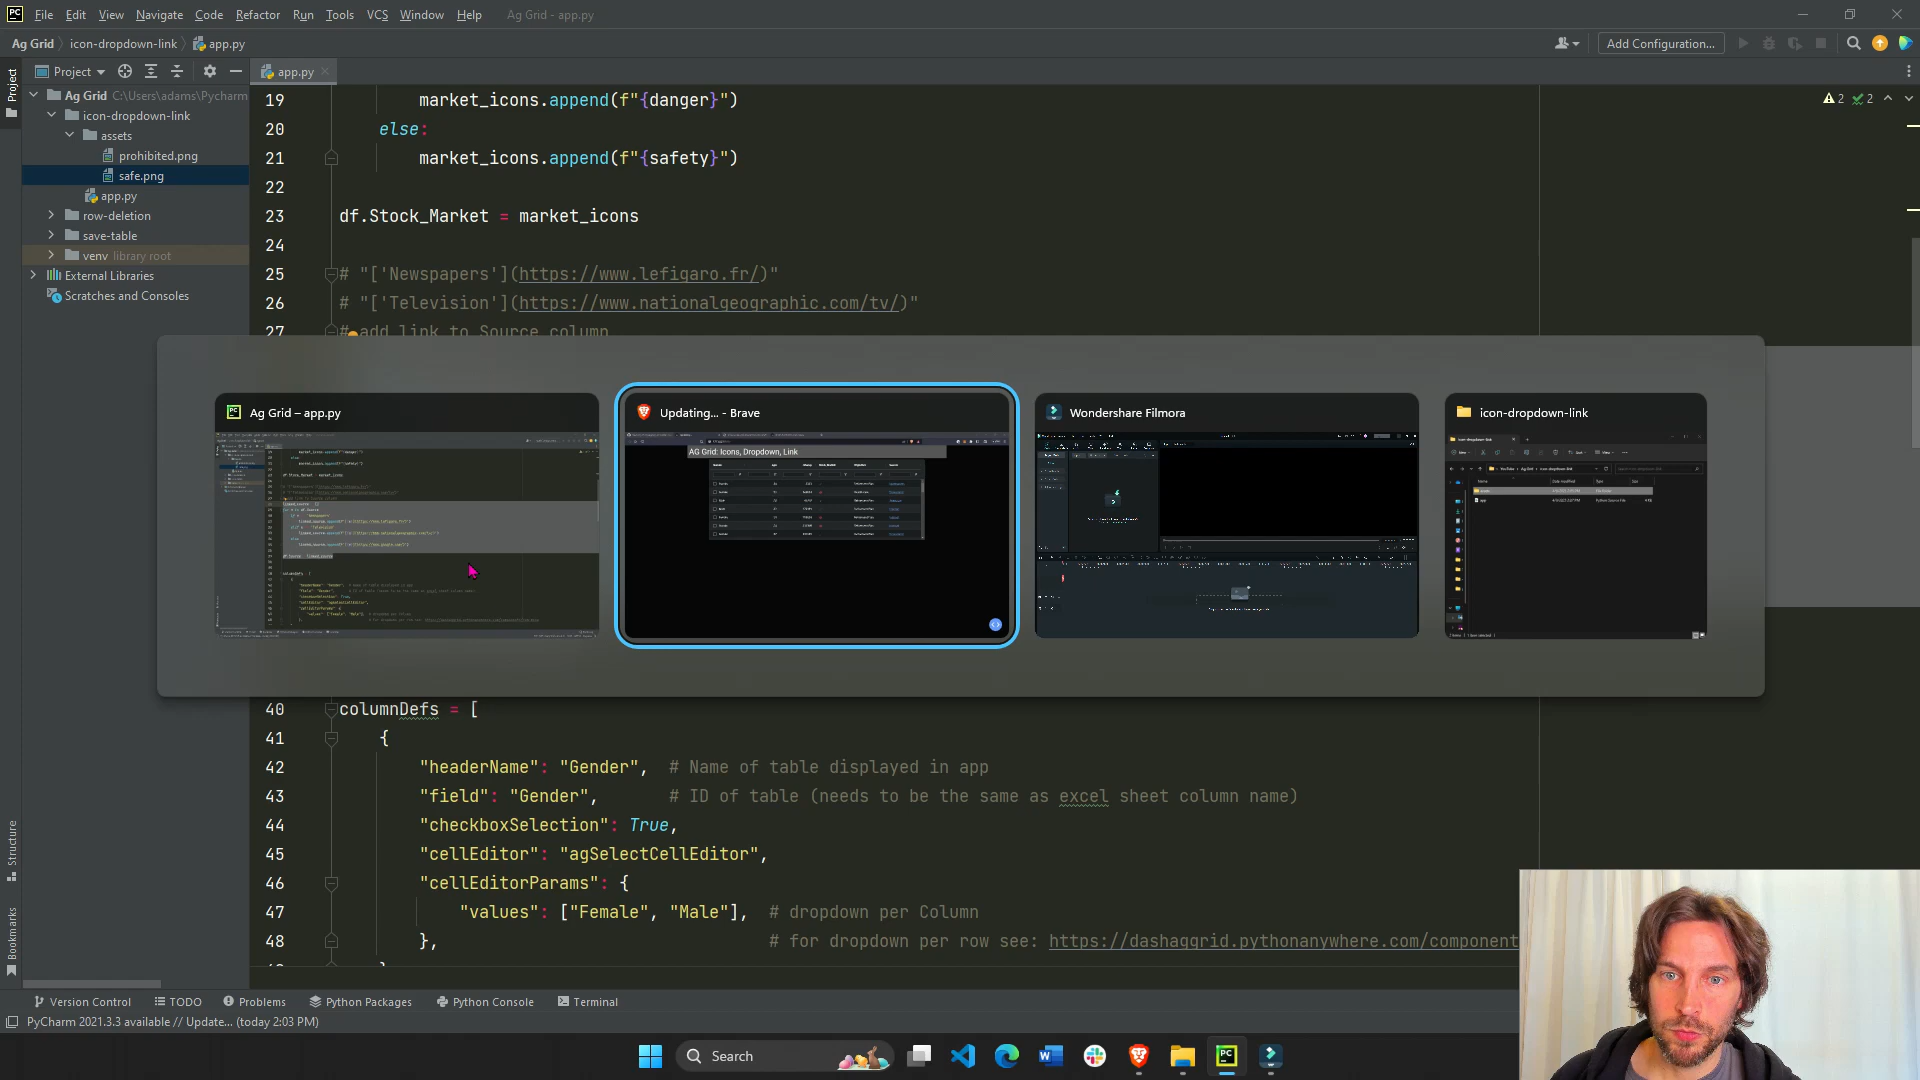 File Edit View Navigate Code Refactor Run Tools VCS Window Help Ag Grid - app.py
Ag Grid icon-dropdown-link app.py
Add Configuration...
Project
app.py
Project
Ag Grid C:\Users\adams\Pycharm
icon-dropdown-link
assets
prohibited.png
safe.png
app.py
row-deletion
save-table
venv library root
External Libraries
Scratches and Consoles
2 2
19 market_icons.append(f"{danger}")
20 else:
21 market_icons.append(f"{safety}")
22
23 df.Stock_Market = market_icons
24
25 # "['Newspapers'](https://www.lefigaro.fr/)"
26 # "['Television'](https://www.nationalgeographic.com/tv/)"
27 # add link to Source column
Ag Grid – app.py
Updating... - Brave
AG Grid: Icons, Dropdown, Link
Wondershare Filmora
icon-dropdown-link
40 columnDefs = [
41 {
42 "headerName": "Gender", # Name of table displayed in app
43 "field": "Gender", # ID of table (needs to be the same as excel sheet column name)
44 "checkboxSelection": True,
45 "cellEditor": "agSelectCellEditor",
46 "cellEditorParams": {
47 "values": ["Female", "Male"], # dropdown per Column
48 }, # for dropdown per row see: https://dashaggrid.pythonanywhere.com/component
Structure
Bookmarks
Version Control TODO Problems Python Packages Python Console Terminal
PyCharm 2021.3.3 available // Update... (today 2:03 PM)
Search